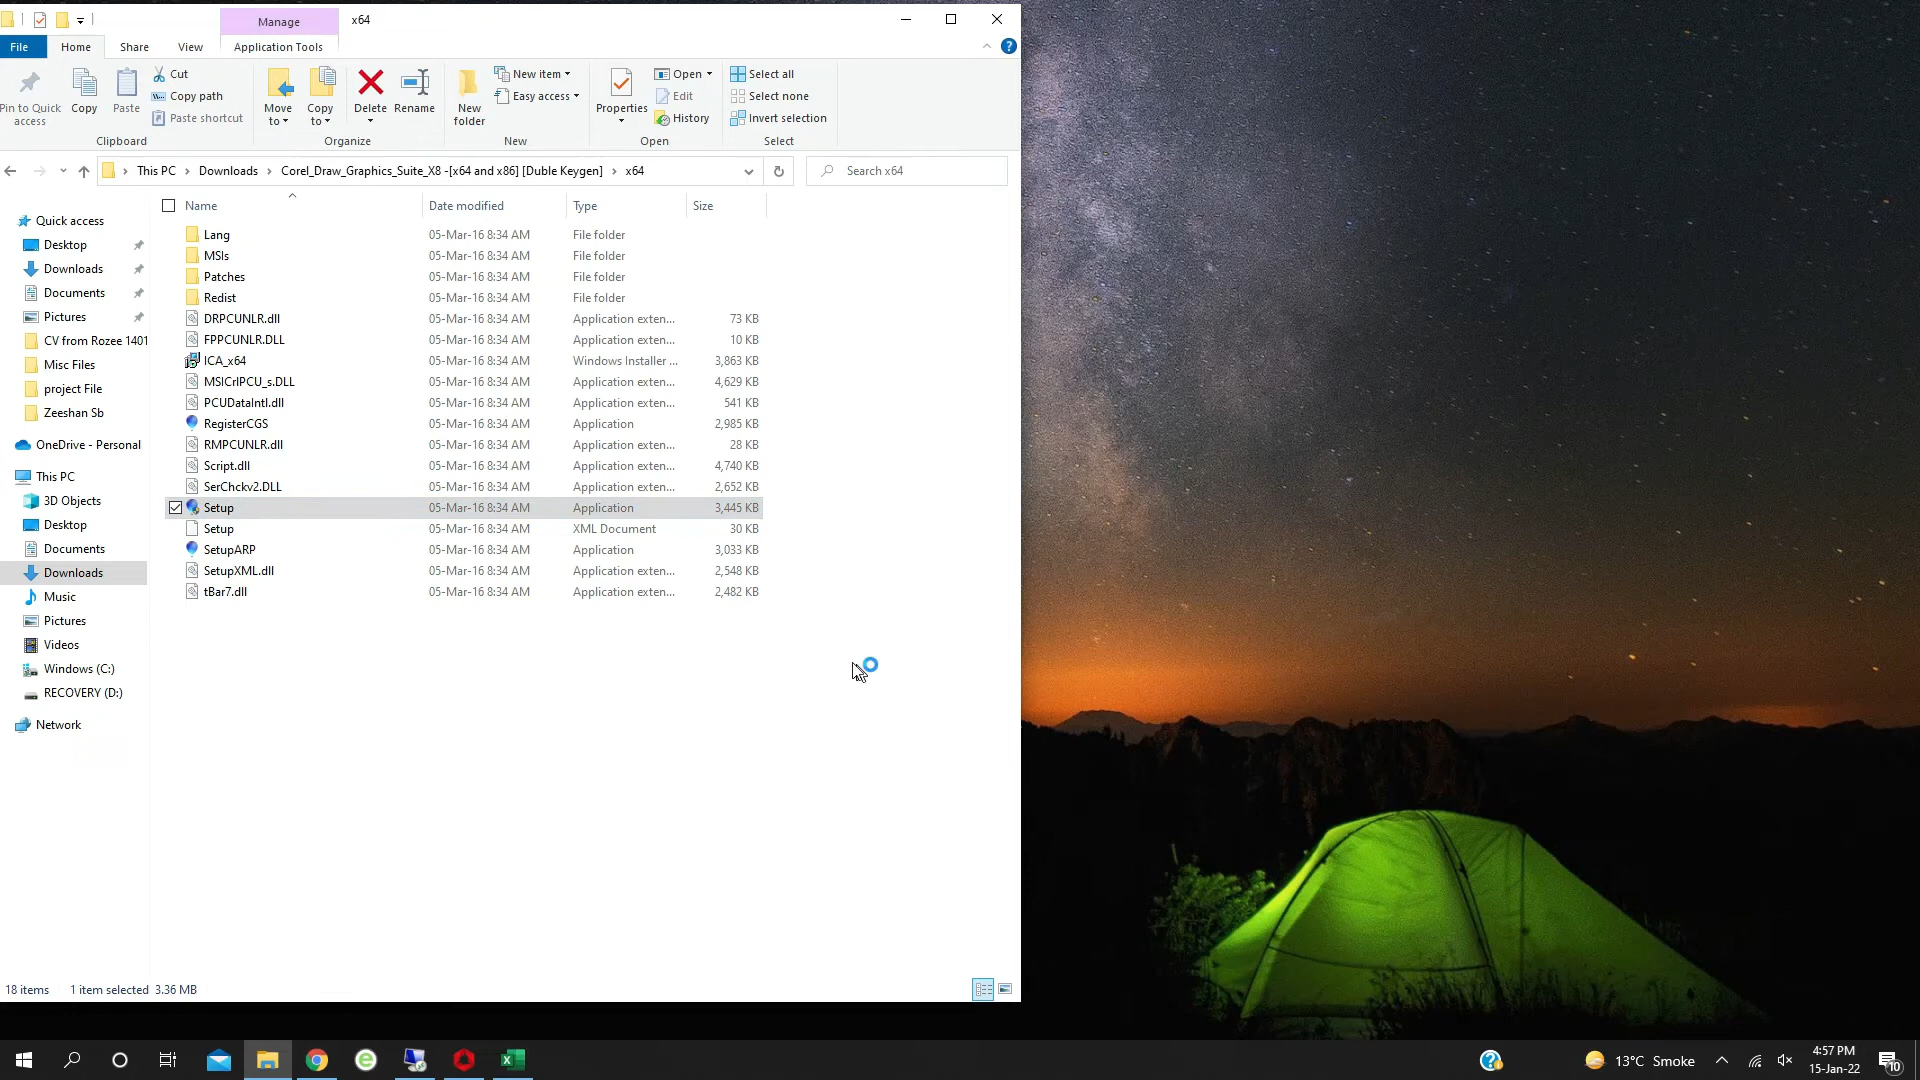 Manage
x64
File
Home
Share
View
Application Tools
Pin to Quick access
Copy
Paste
Cut
Copy path
Paste shortcut
Clipboard
Move to
Copy to
Delete
Rename
Organize
New folder
New item
Easy access
New
Properties
Open
Edit
History
Open
Select all
Select none
Invert selection
Select
This PC
Downloads
Corel_Draw_Graphics_Suite_X8 -[x64 and x86] [Duble Keygen]
x64
Search x64
Name
Date modified
Type
Size
Lang 05-Mar-16 8:34 AM File folder
MSIs 05-Mar-16 8:34 AM File folder
Patches 05-Mar-16 8:34 AM File folder
Redist 05-Mar-16 8:34 AM File folder
DRPCUNLR.dll 05-Mar-16 8:34 AM Application exten... 73 KB
FPPCUNLR.DLL 05-Mar-16 8:34 AM Application exten... 10 KB
ICA_x64 05-Mar-16 8:34 AM Windows Installer ... 3,863 KB
MSICrlPCU_s.DLL 05-Mar-16 8:34 AM Application exten... 4,629 KB
PCUDataIntl.dll 05-Mar-16 8:34 AM Application exten... 541 KB
RegisterCGS 05-Mar-16 8:34 AM Application 2,985 KB
RMPCUNLR.dll 05-Mar-16 8:34 AM Application exten... 28 KB
Script.dll 05-Mar-16 8:34 AM Application exten... 4,740 KB
SerChckv2.DLL 05-Mar-16 8:34 AM Application exten... 2,652 KB
Setup 05-Mar-16 8:34 AM Application 3,445 KB
Setup 05-Mar-16 8:34 AM XML Document 30 KB
SetupARP 05-Mar-16 8:34 AM Application 3,033 KB
SetupXML.dll 05-Mar-16 8:34 AM Application exten... 2,548 KB
tBar7.dll 05-Mar-16 8:34 AM Application exten... 2,482 KB
Quick access
Desktop
Downloads
Documents
Pictures
CV from Rozee 1401
Misc Files
project File
Zeeshan Sb
OneDrive - Personal
This PC
3D Objects
Desktop
Documents
Downloads
Music
Pictures
Videos
Windows (C:)
RECOVERY (D:)
Network
18 items
1 item selected 3.36 MB
13°C Smoke
4:57 PM
15-Jan-22
10